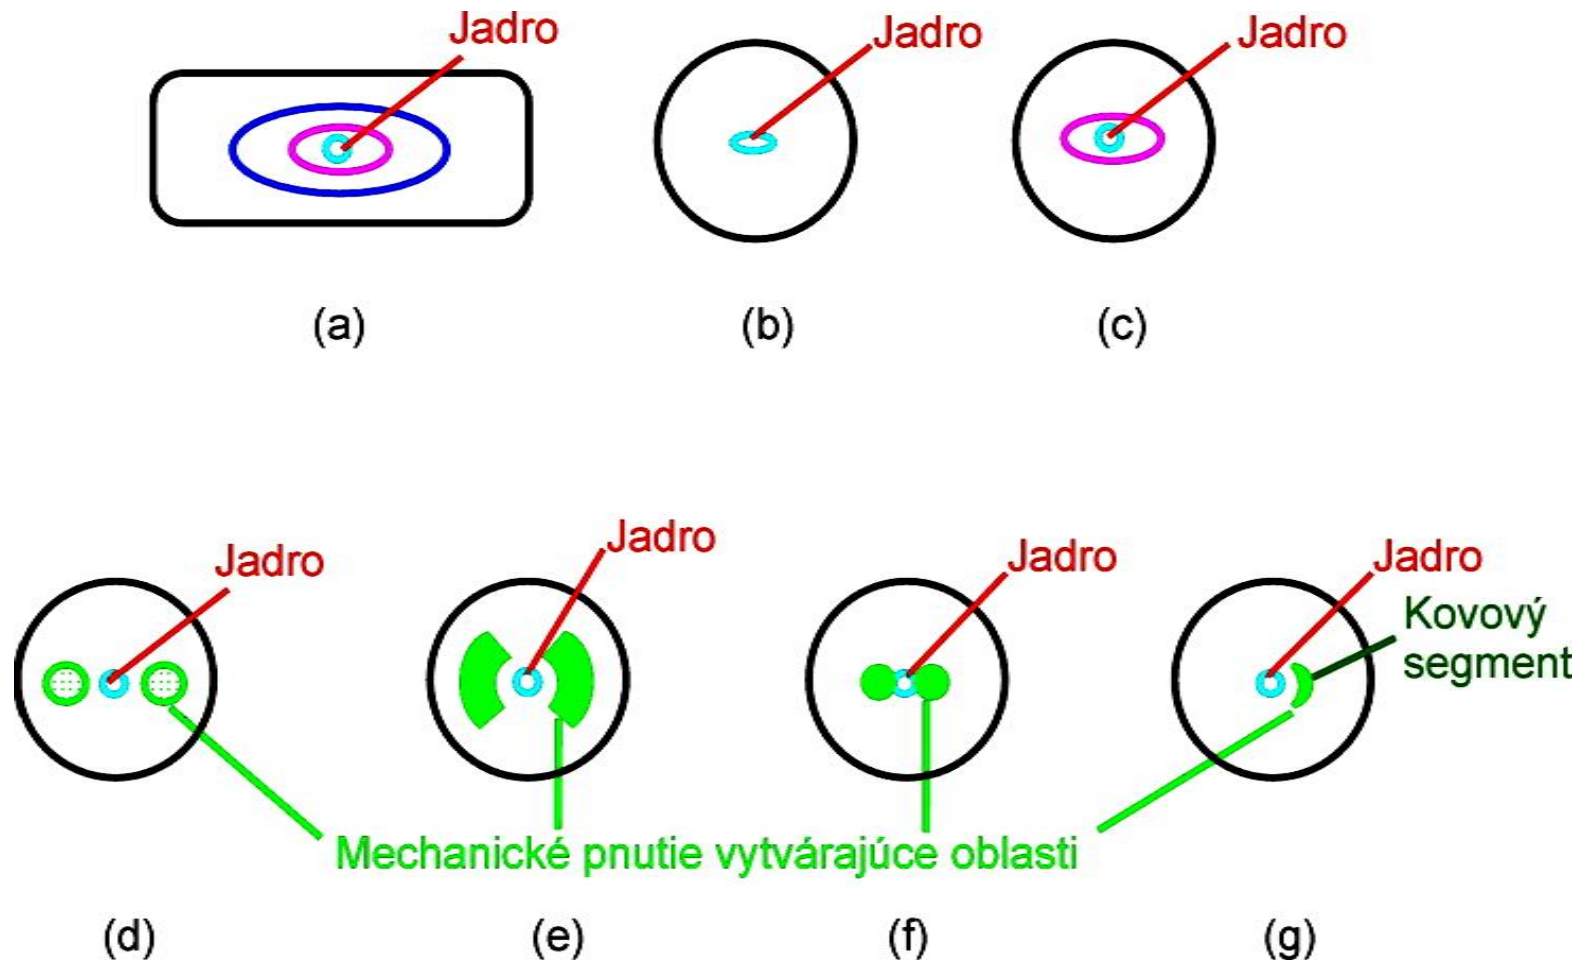 Jadro
Jadro
Jadro
(a)
(b)
(c)
Jadro
Jadro
Jadro
Jadro
Kovový
segment
Mechanické pnutie vytvárajúce oblasti
(d)
(e)
(f)
(g)